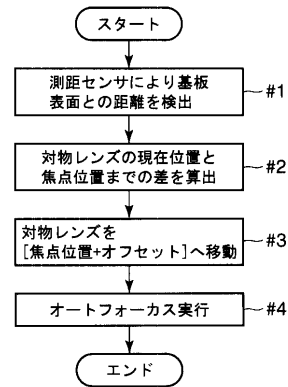 スタート
測距センサにより基板
表面との距離を検出
#1
対物レンズの現在位置と
焦点位置までの差を算出
#2
対物レンズを
[焦点位置+オフセット]へ移動
#3
オートフォーカス実行
#4
エンド